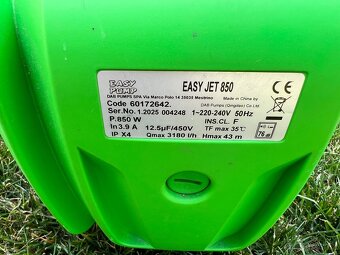 EASY PUMP
EASY JET 850
DAB PUMPS SPA Via Marco Polo 14 35035 Mestrino
Made in China by
DAB Pumps (Qingdao) Co.Ltd
Code 60172642.
Ser.No. 1.2025 004248 1~220-240V 50Hz
P.850 W INS.CL. F
In 3.9 A 12.5µF/450V TF max 35℃
IP X4 Qmax 3180 l/h Hmax 43 m
76 dB